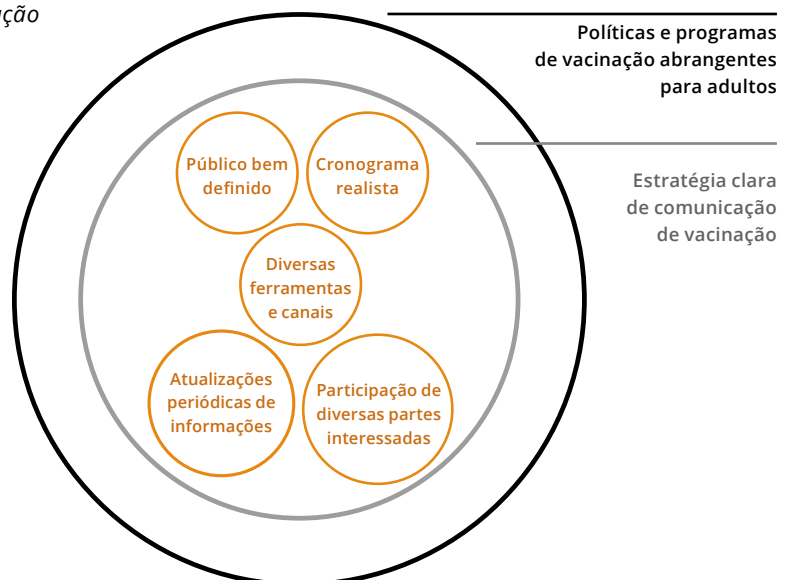 Políticas e programas
de vacinação abrangentes
para adultos
Estratégia clara
de comunicação
de vacinação
Público bem
definido
Cronograma
realista
Diversas
ferramentas
e canais
Atualizações
periódicas de
informações
Participação de
diversas partes
interessadas